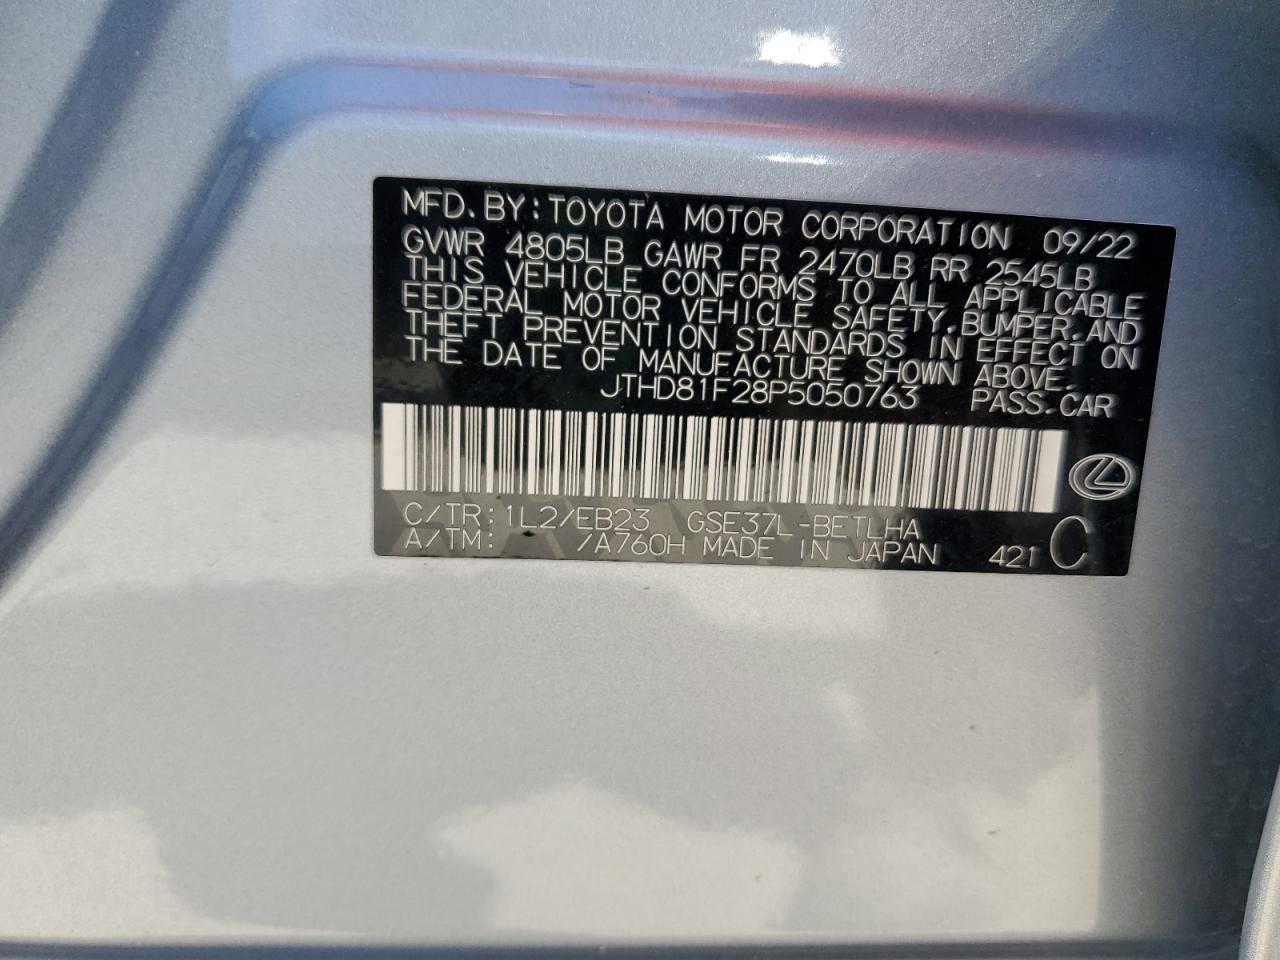 MFD. BY: TOYOTA MOTOR CORPORATION 09/22
GVWR 4805LB GAWR FR 2470LB RR 2545LB
THIS VEHICLE CONFORMS TO ALL APPLICABLE
FEDERAL MOTOR VEHICLE SAFETY, BUMPER, AND
THEFT PREVENTION STANDARDS IN EFFECT ON
THE DATE OF MANUFACTURE SHOWN ABOVE.
JTHD81F28P5050763 PASS. CAR
C/TR: 1L2/EB23 GSE37L-BETLHA
A/TM: /A760H MADE IN JAPAN 421 C